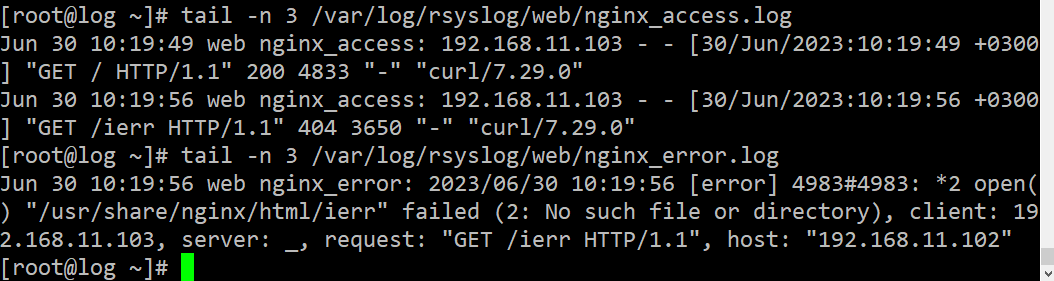 [root@log ~]# tail -n 3 /var/log/rsyslog/web/nginx_access.log
Jun 30 10:19:49 web nginx_access: 192.168.11.103 - - [30/Jun/2023:10:19:49 +0300
] "GET / HTTP/1.1" 200 4833 "-" "curl/7.29.0"
Jun 30 10:19:56 web nginx_access: 192.168.11.103 - - [30/Jun/2023:10:19:56 +0300
] "GET /ierr HTTP/1.1" 404 3650 "-" "curl/7.29.0"
[root@log ~]# tail -n 3 /var/log/rsyslog/web/nginx_error.log
Jun 30 10:19:56 web nginx_error: 2023/06/30 10:19:56 [error] 4983#4983: *2 open(
) "/usr/share/nginx/html/ierr" failed (2: No such file or directory), client: 19
2.168.11.103, server: _, request: "GET /ierr HTTP/1.1", host: "192.168.11.102"
[root@log ~]#